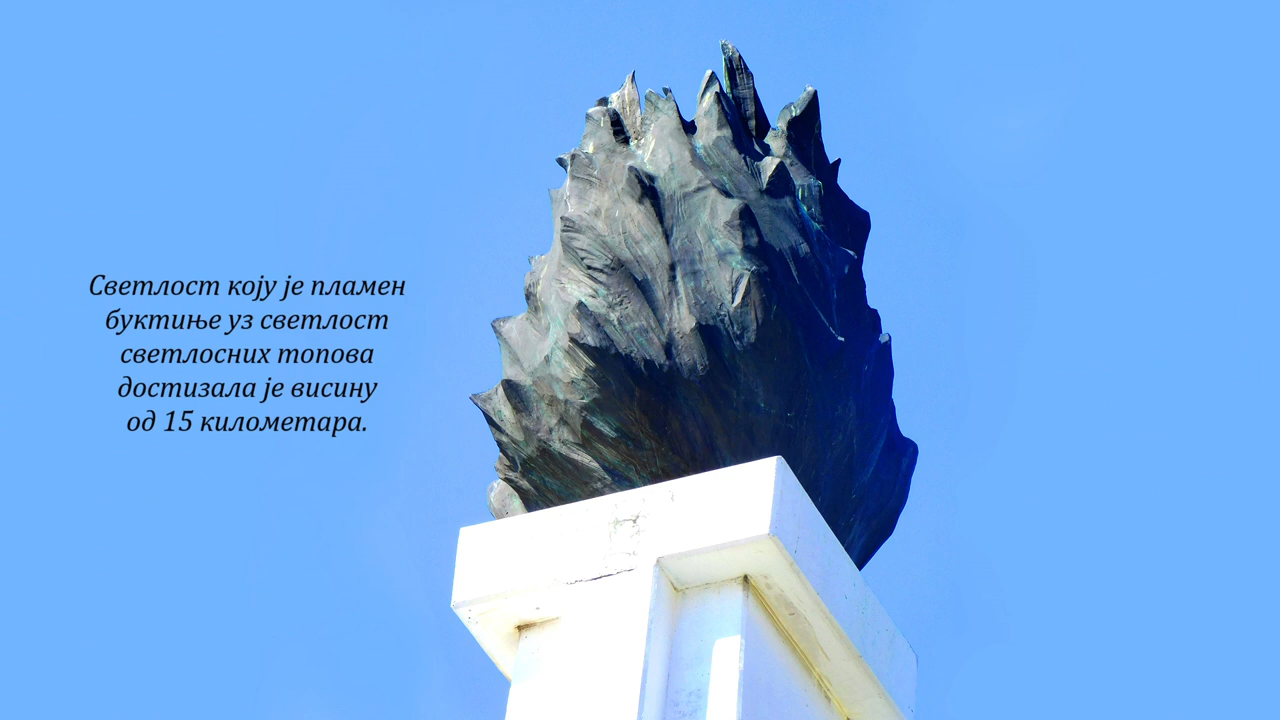 Светлост коју је пламен
буктиње уз светлост
светлосних топова
достизала је висину
од 15 километара.